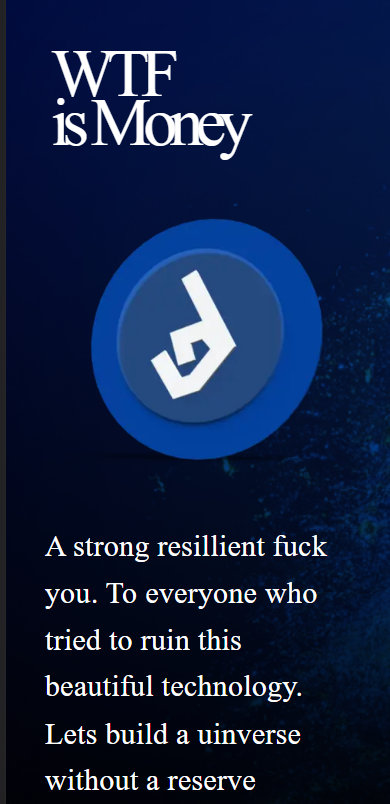 WTF
is Money
A strong resillient fuck
you. To everyone who
tried to ruin this
beautiful technology.
Lets build a uinverse
without a reserve